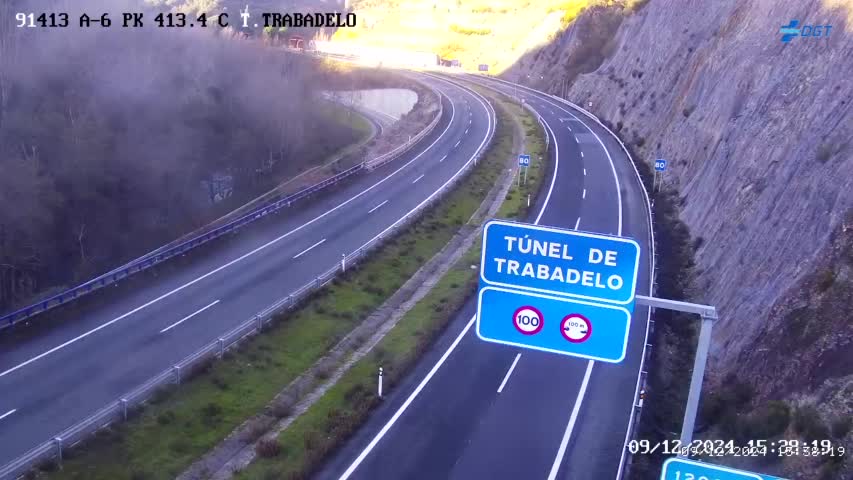 91413 A-6 PK 413.4 C T.TRABADELO
DGT
80
80
TÚNEL DE
TRABADELO
100
100 m
09/12/2024 15:28:19